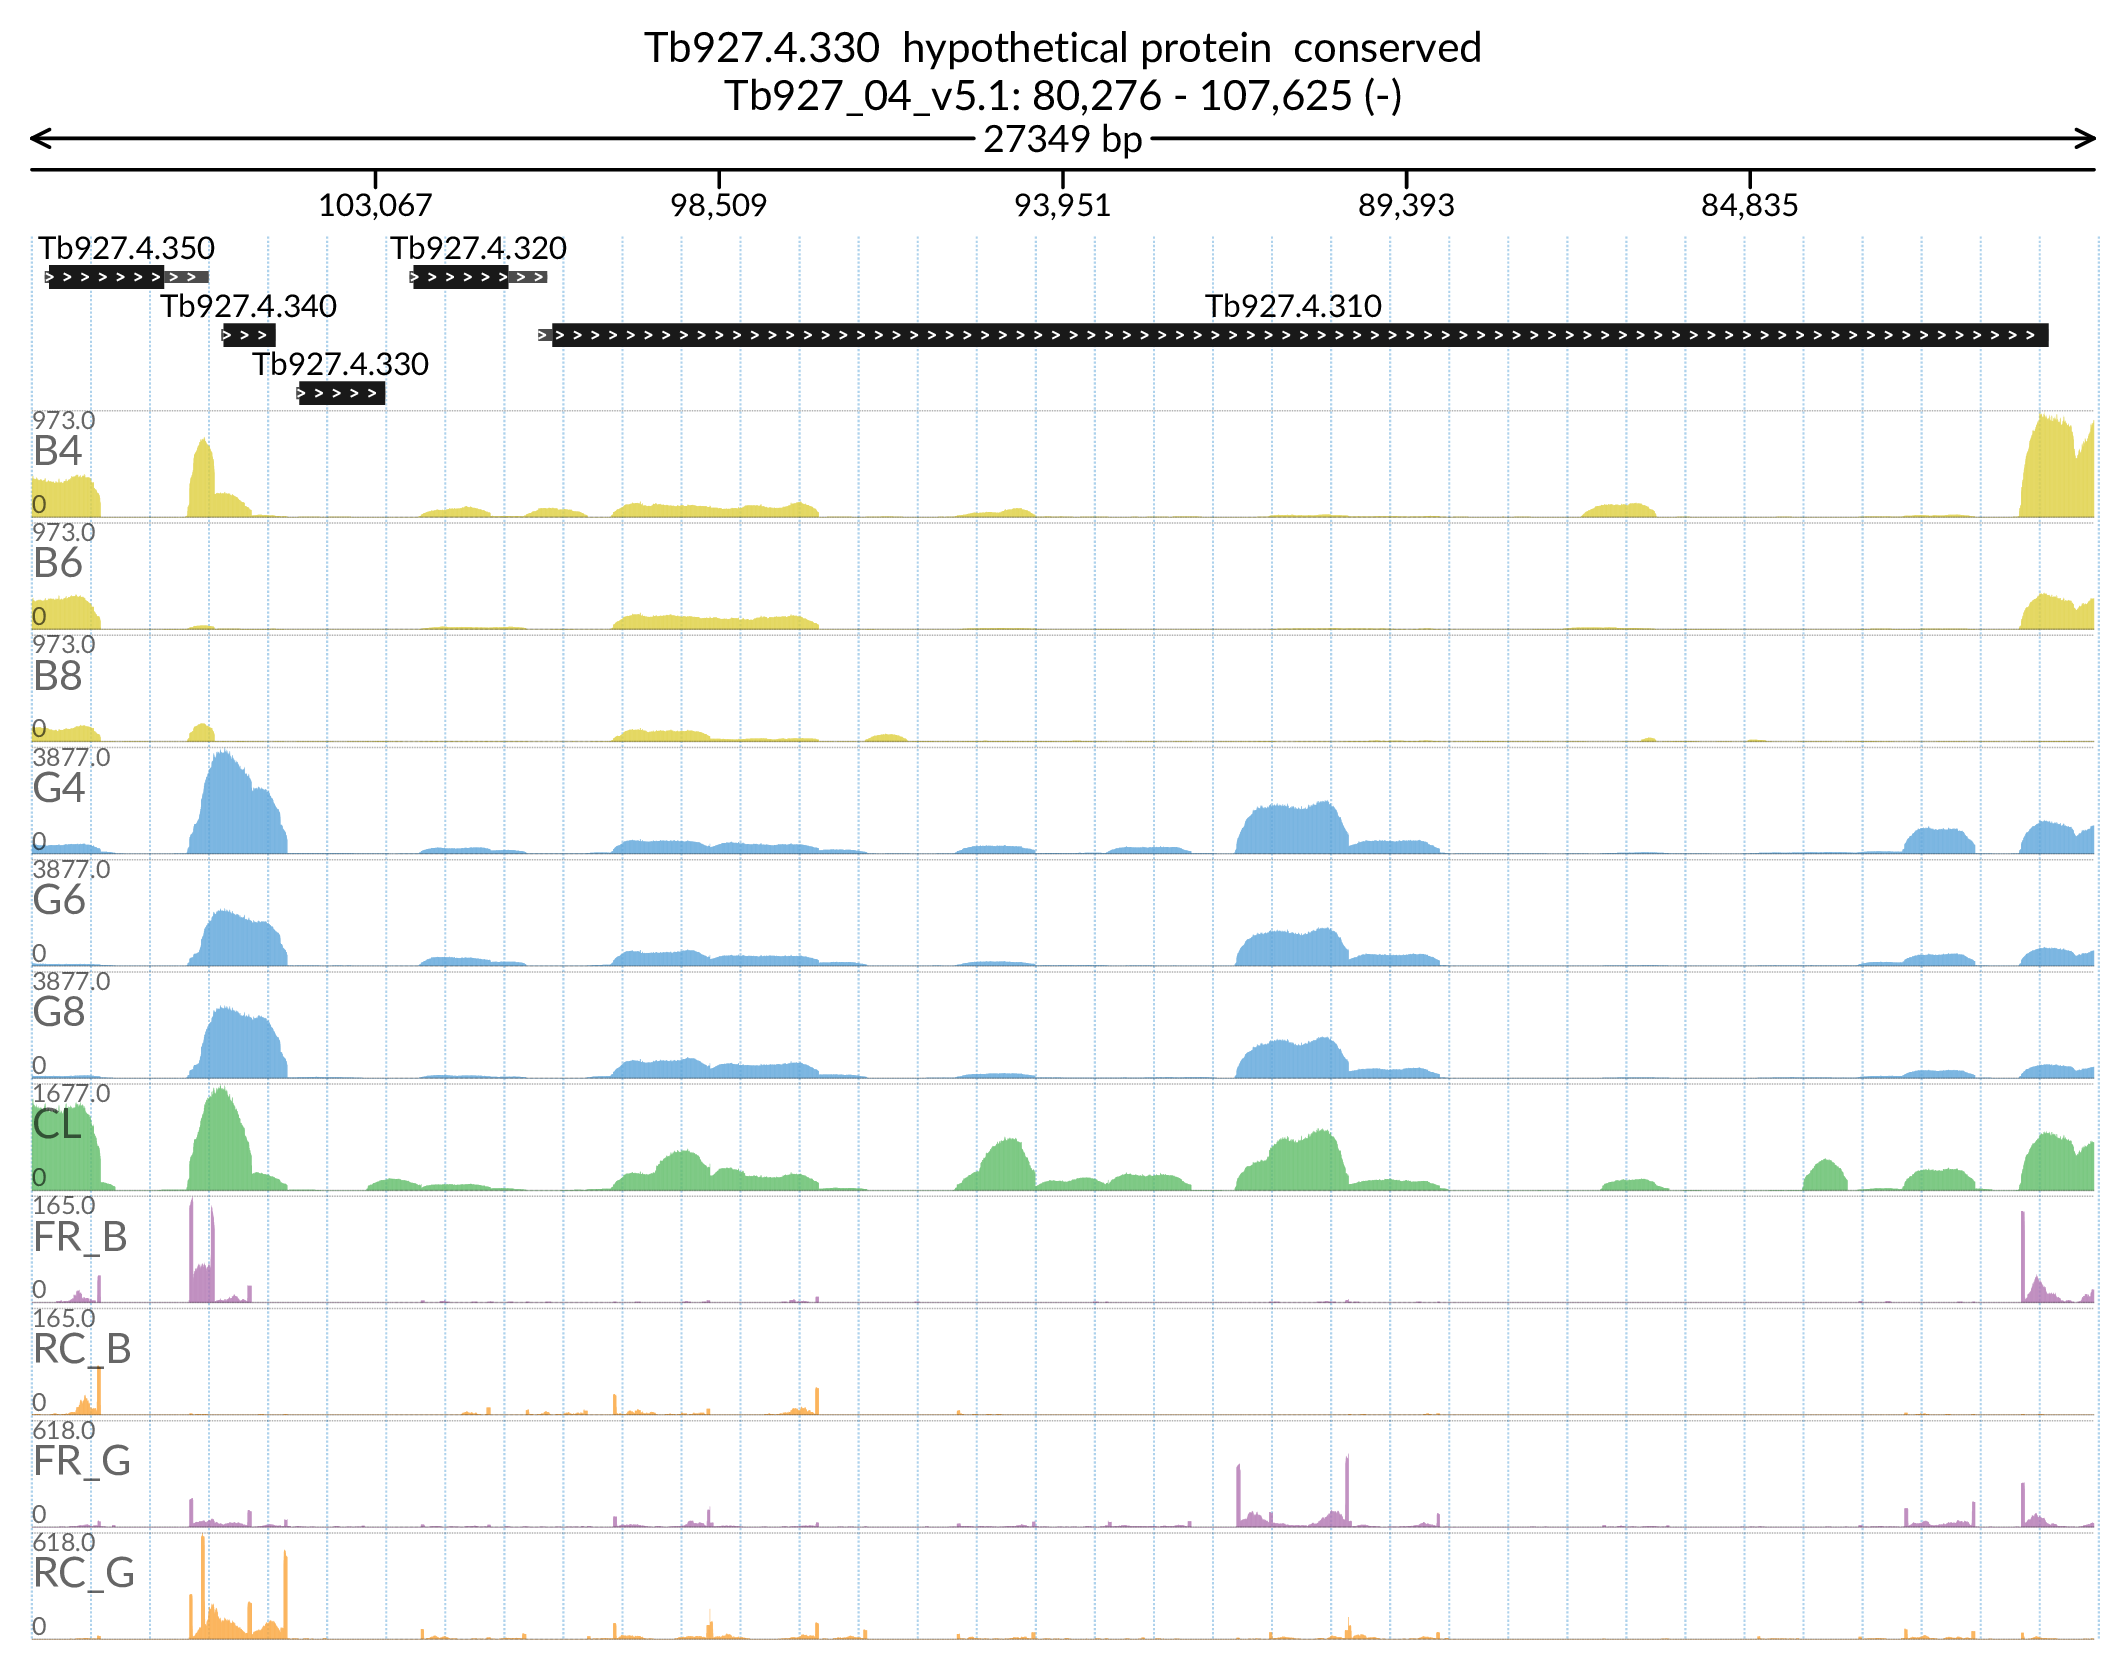 Tb927.4.330  hypothetical protein  conserved
Tb927_04_v5.1: 80,276 - 107,625 (-)
27349 bp
103,067 98,509 93,951 89,393 84,835
Tb927.4.350 Tb927.4.320
Tb927.4.340 Tb927.4.310
Tb927.4.330
973.0
B4
0
973.0
B6
0
973.0
B8
0
3877.0
G4
0
3877.0
G6
0
3877.0
G8
0
1677.0
CL
0
165.0
FR_B
0
165.0
RC_B
0
618.0
FR_G
0
618.0
RC_G
0